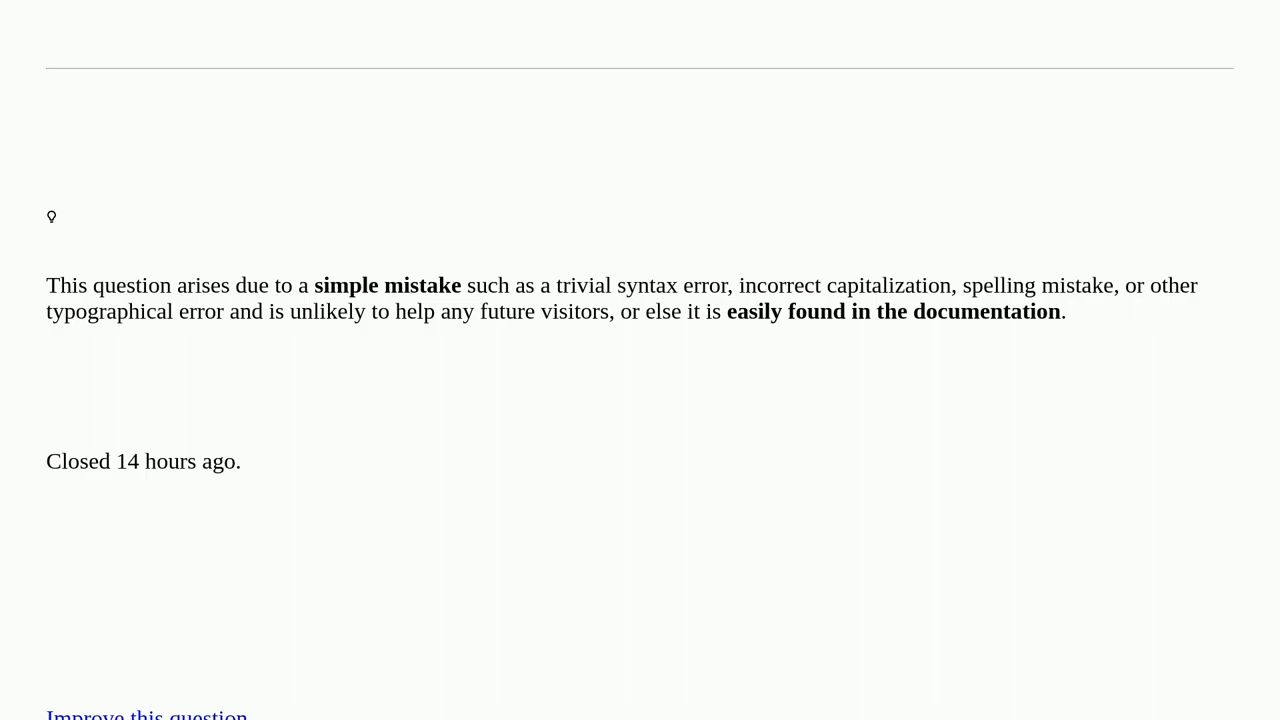 This question arises due to a simple mistake such as a trivial syntax error, incorrect capitalization, spelling mistake, or other
typographical error and is unlikely to help any future visitors, or else it is easily found in the documentation.
Closed 14 hours ago.
Improve this question